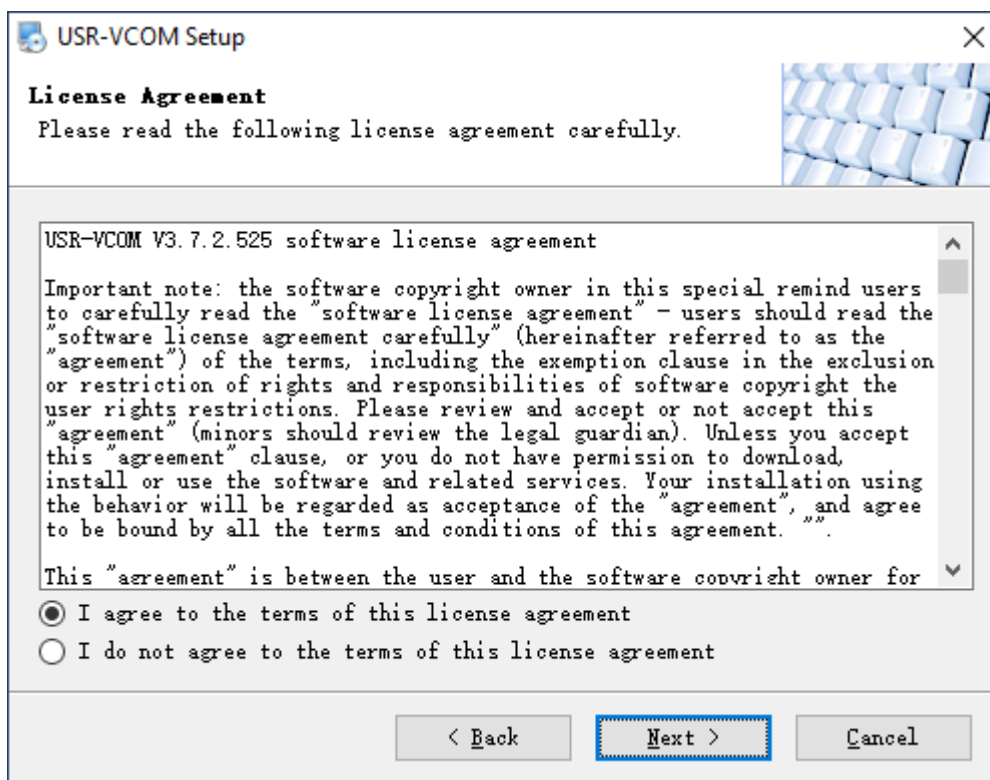 USR-VCOM Setup
License Agreement
Please read the following license agreement carefully.
USR-VCOM V3.7.2.525 software license agreement
Important note: the software copyright owner in this special remind users
to carefully read the "software license agreement" - users should read the
"software license agreement carefully" (hereinafter referred to as the
"agreement") of the terms, including the exemption clause in the exclusion
or restriction of rights and responsibilities of software copyright the
user rights restrictions. Please review and accept or not accept this
"agreement" (minors should review the legal guardian). Unless you accept
this "agreement" clause, or you do not have permission to download,
install or use the software and related services. Your installation using
the behavior will be regarded as acceptance of the "agreement", and agree
to be bound by all the terms and conditions of this agreement. "".
This "agreement" is between the user and the software copyright owner for
I agree to the terms of this license agreement
I do not agree to the terms of this license agreement
< Back
Next >
Cancel